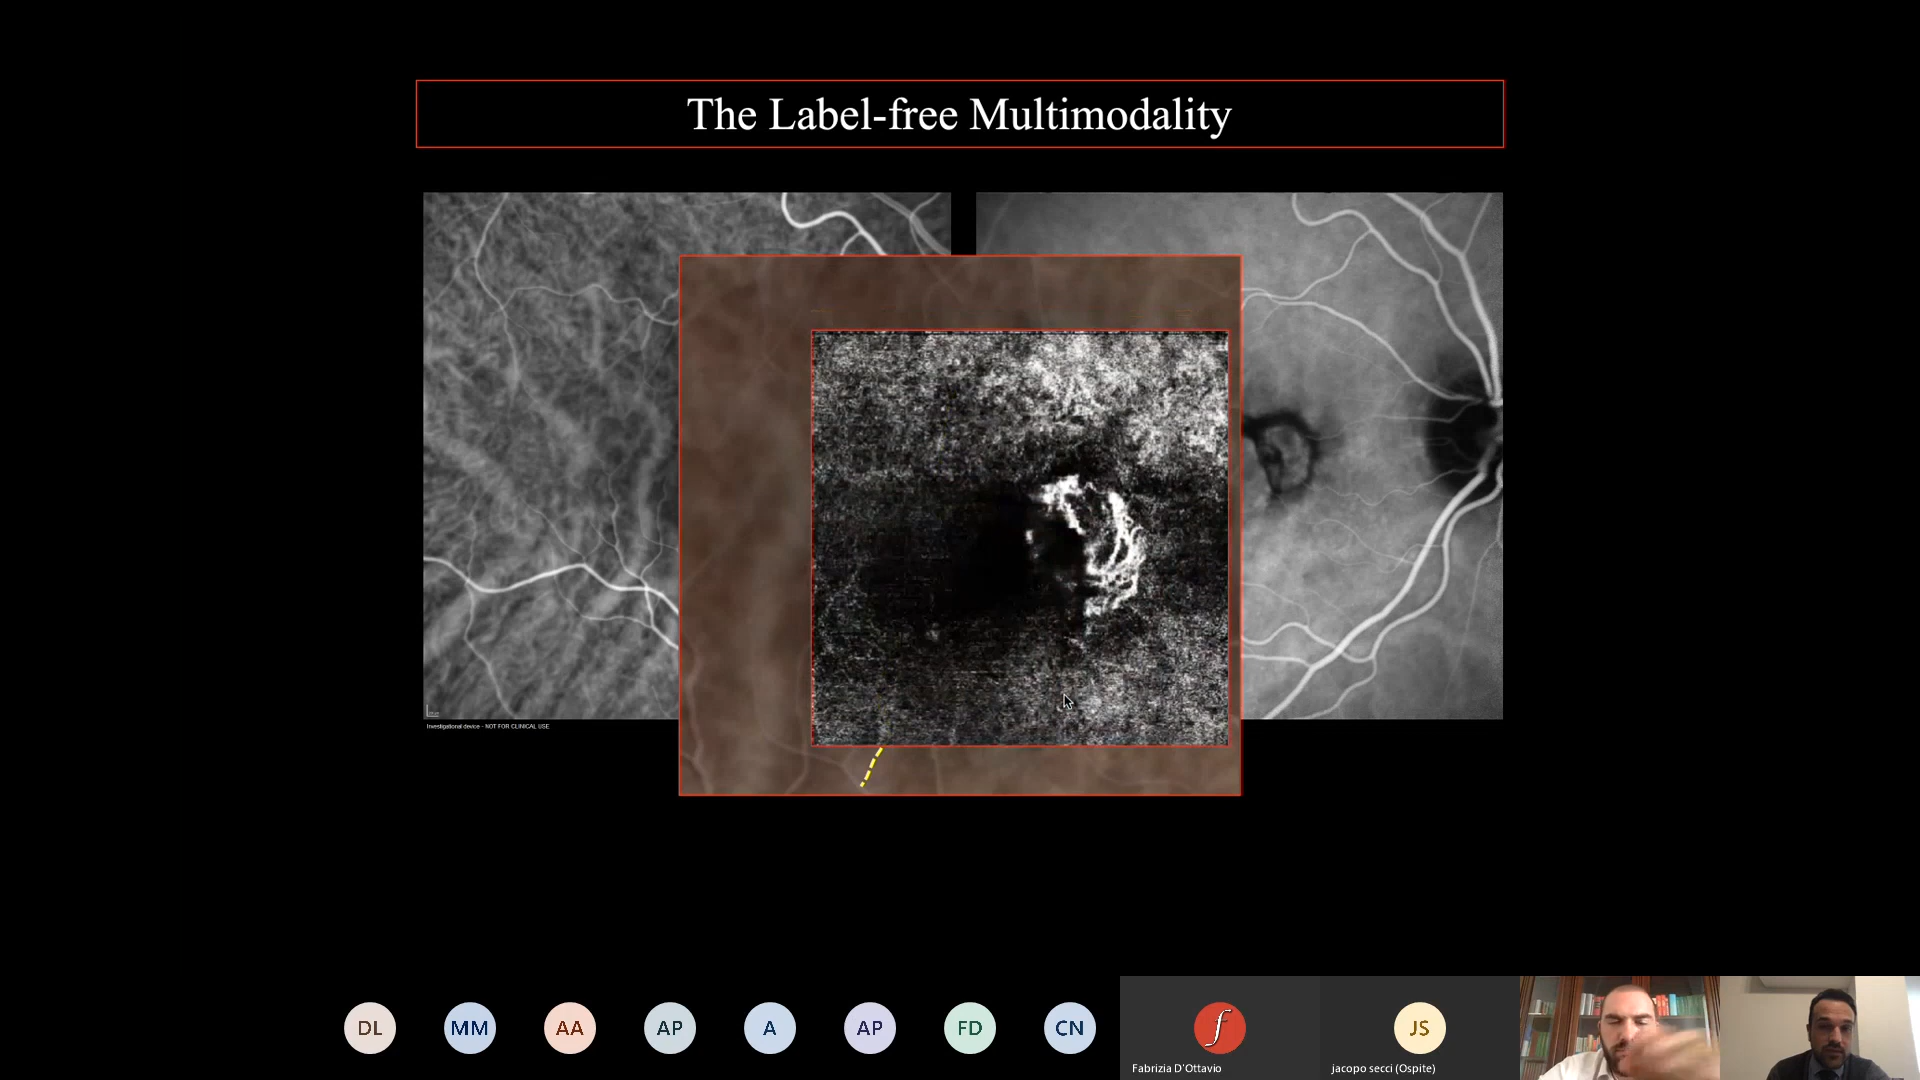 The Label-free Multimodality
Investigational device - NOT FOR CLINICAL USE
DL
MM
AA
AP
A
AP
FD
CN
f
JS
Fabrizia D'Ottavio
jacopo secci (Ospite)